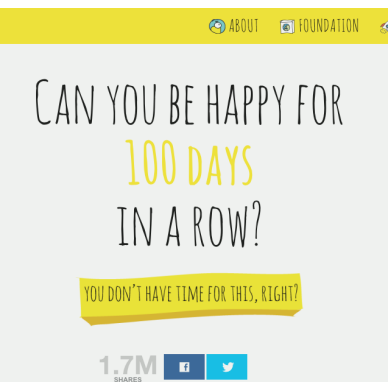 ABOUT FOUNDATION
CAN YOU BE HAPPY FOR
100 DAYS
IN A ROW?
YOU DON'T HAVE TIME FOR THIS, RIGHT?
1.7M
SHARES